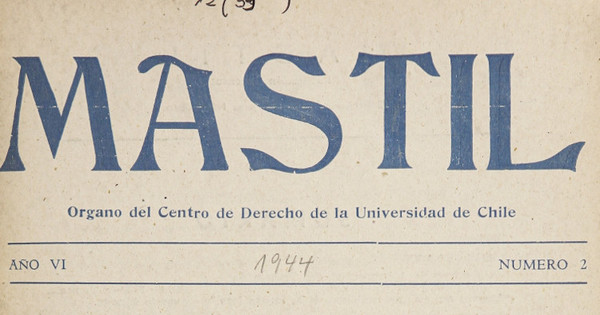 MASTIL
Organo del Centro de Derecho de la Universidad de Chile
AÑO VI 1944 NUMERO 2